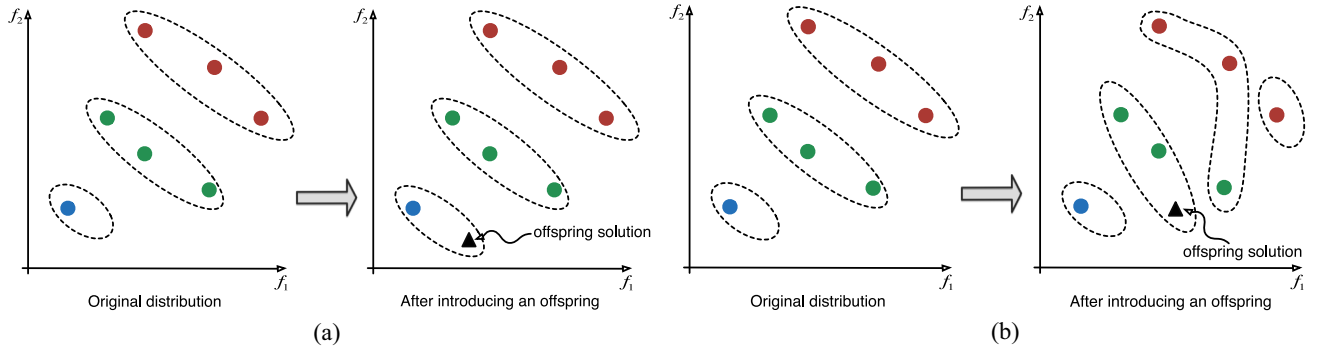 f₂
f₁
Original distribution
f₂
offspring solution
f₁
After introducing an offspring
(a)
f₂
f₁
Original distribution
f₂
offspring solution
f₁
After introducing an offspring
(b)